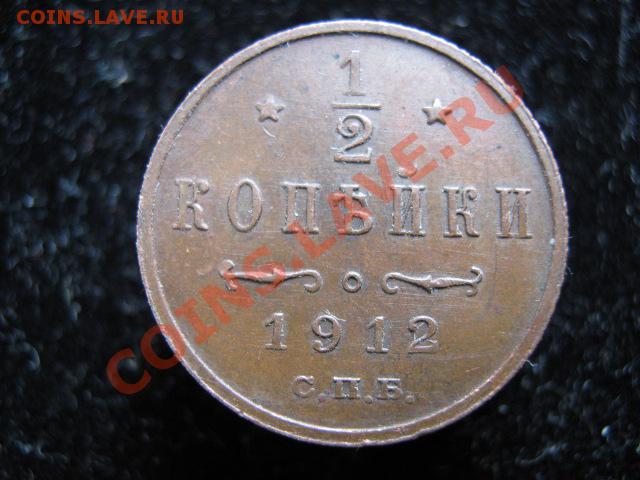 COINS.LAVE.RU
1
2
КОПѢЙКИ
1912
С.П.Б.
COINS.LAVE.RU